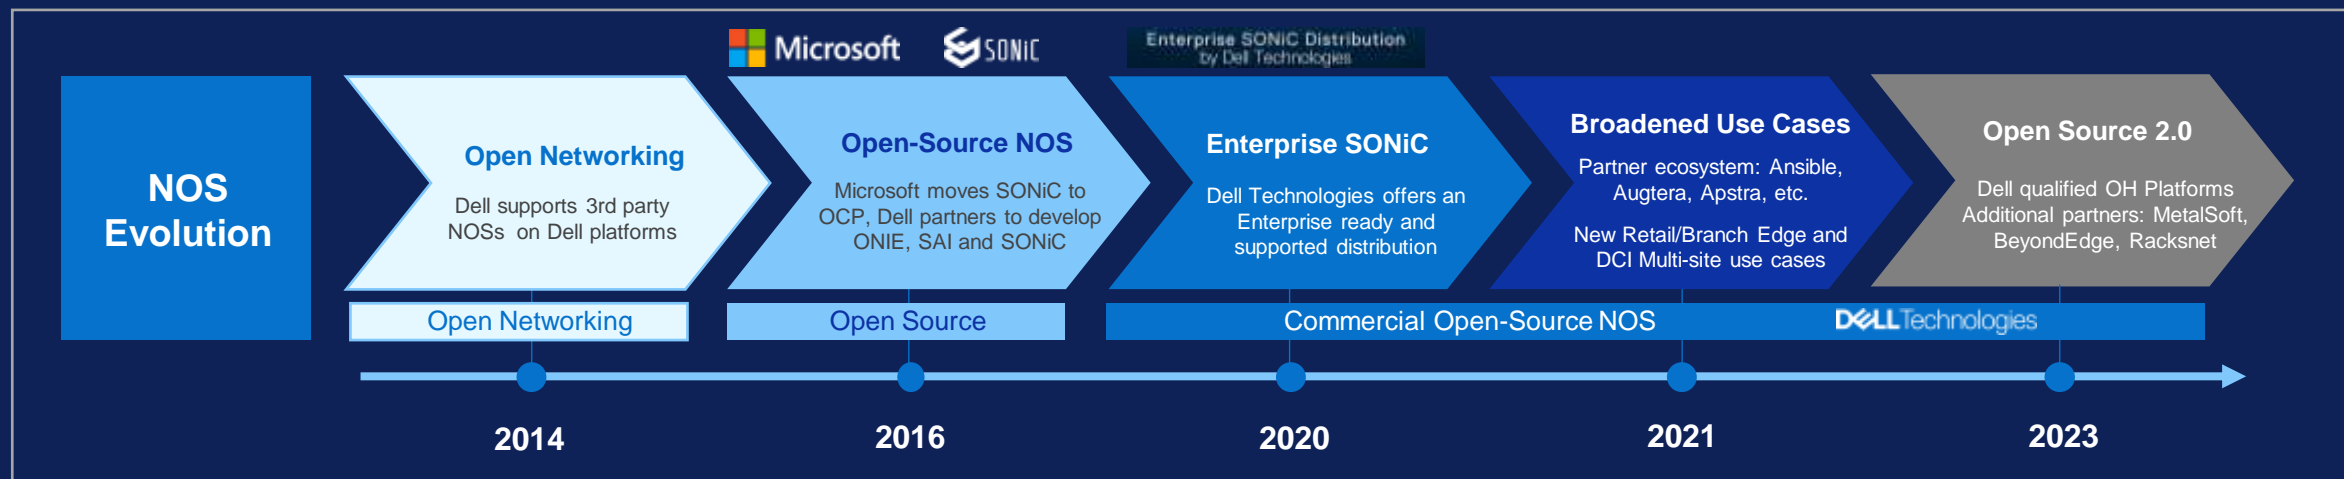 Microsoft
SONiC
Enterprise SONiC Distribution
by Dell Technologies
NOS
Evolution
Open Networking
Dell supports 3rd party
NOSs on Dell platforms
Open-Source NOS
Microsoft moves SONiC to
OCP, Dell partners to develop
ONIE, SAI and SONiC
Enterprise SONiC
Dell Technologies offers an
Enterprise ready and
supported distribution
Broadened Use Cases
Partner ecosystem: Ansible,
Augtera, Apstra, etc.
New Retail/Branch Edge and
DCI Multi-site use cases
Open Source 2.0
Dell qualified OH Platforms
Additional partners: MetalSoft,
BeyondEdge, Racksnet
Open Networking
Open Source
Commercial Open-Source NOS
DELLTechnologies
2014
2016
2020
2021
2023